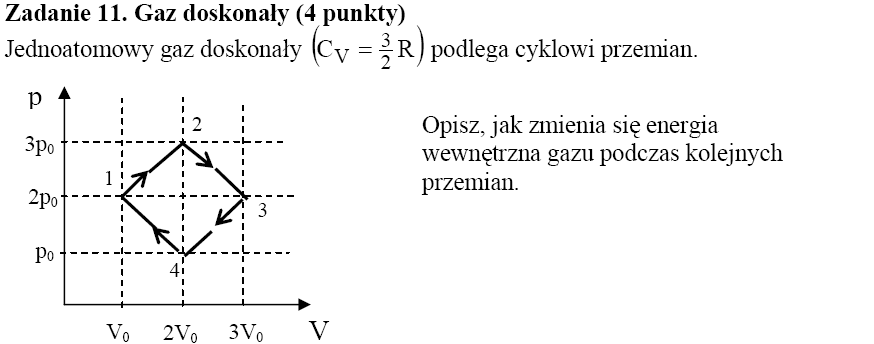 Zadanie 11. Gaz doskonały (4 punkty)
Jednoatomowy gaz doskonały (C_V = 3/2 R) podlega cyklowi przemian.
p
3p₀
2p₀
p₀
1
2
3
4
V₀
2V₀
3V₀
V
Opisz, jak zmienia się energia
wewnętrzna gazu podczas kolejnych
przemian.